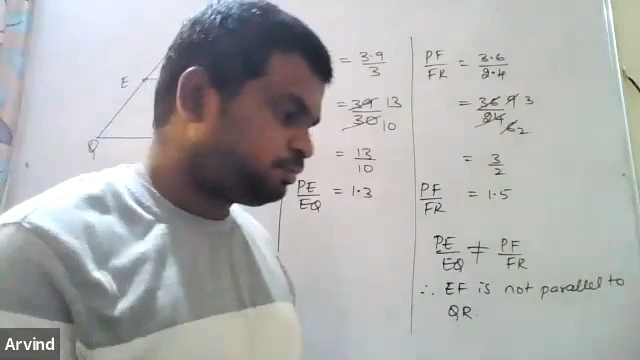 E
Q
= 3.9/3
= 39/30 13/10
= 13/10
PE/EQ = 1.3
PF/FR = 3.6/2.4
= 36/24 9 3/6 2
= 3/2
PF/FR = 1.5
PE/EQ ≠ PF/FR
∴ EF is not parallel to
QR.
Arvind